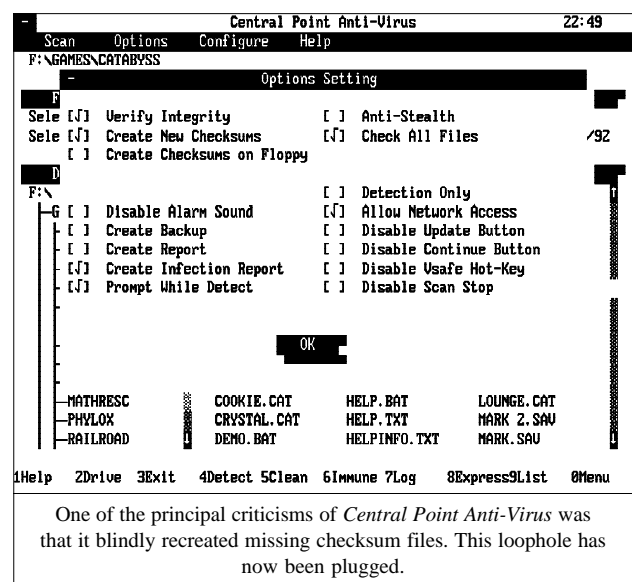 - Central Point Anti-Virus 22:49
Scan Options Configure Help
F:\GAMES\CATABYSS
- Options Setting
F
Sele [√] Verify Integrity [ ] Anti-Stealth
Sele [√] Create New Checksums [√] Check All Files /92
[ ] Create Checksums on Floppy
D
F:\ [ ] Detection Only
G [ ] Disable Alarm Sound [√] Allow Network Access
[ ] Create Backup [ ] Disable Update Button
[ ] Create Report [ ] Disable Continue Button
[√] Create Infection Report [ ] Disable Vsafe Hot-Key
[√] Prompt While Detect [ ] Disable Scan Stop
OK
MATHRESC COOKIE.CAT HELP.BAT LOUNGE.CAT
PHYLOX CRYSTAL.CAT HELP.TXT MARK 2.SAV
RAILROAD DEMO.BAT HELPINFO.TXT MARK.SAV
1Help 2Drive 3Exit 4Detect 5Clean 6Immune 7Log 8Express9List 0Menu
One of the principal criticisms of Central Point Anti-Virus was
that it blindly recreated missing checksum files. This loophole has
now been plugged.